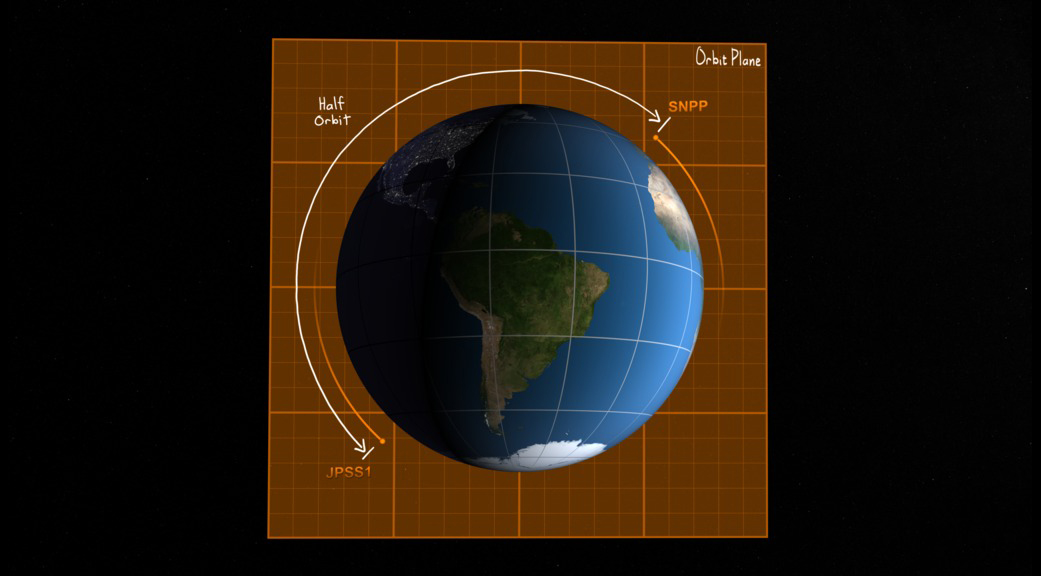 Orbit Plane
Half
Orbit
SNPP
JPSS1